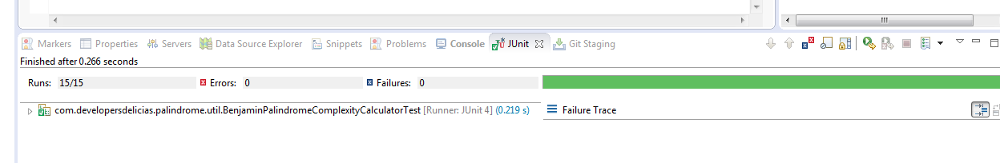 Markers Properties Servers Data Source Explorer Snippets Problems Console JUnit Git Staging
Finished after 0.266 seconds
Runs: 15/15 Errors: 0 Failures: 0
com.developersdelicias.palindrome.util.BenjaminPalindromeComplexityCalculatorTest [Runner: JUnit 4] (0.219 s) Failure Trace